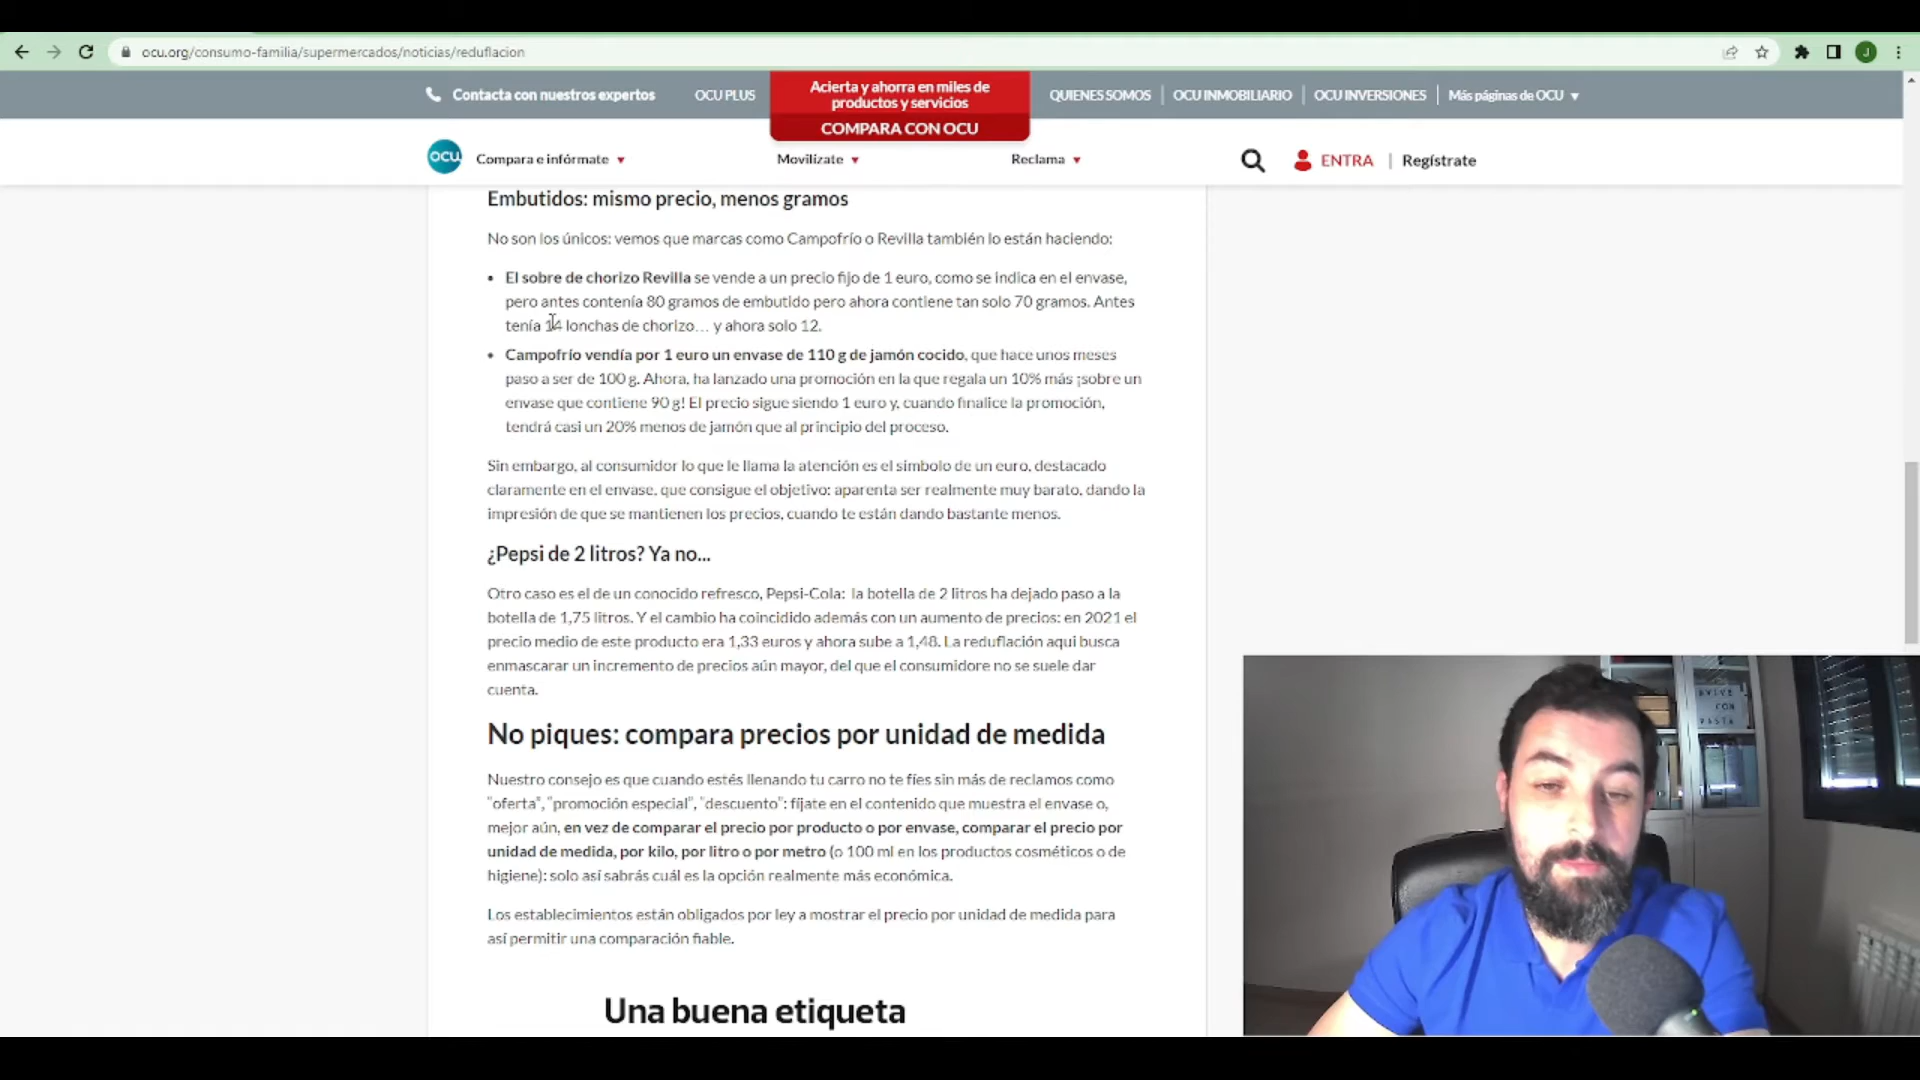 ocu.org/consumo-familia/supermercados/noticias/reduflacion
J
Contacta con nuestros expertos
OCU PLUS
Acierta y ahorra en miles de
productos y servicios
COMPARA CON OCU
QUIENES SOMOS
OCU INMOBILIARIO
OCU INVERSIONES
Más páginas de OCU
OCU
Compara e infórmate
Movilízate
Reclama
ENTRA
Regístrate
Embutidos: mismo precio, menos gramos
No son los únicos: vemos que marcas como Campofrío o Revilla también lo están haciendo:
• El sobre de chorizo Revilla se vende a un precio fijo de 1 euro, como se indica en el envase,
pero antes contenía 80 gramos de embutido pero ahora contiene tan solo 70 gramos. Antes
tenía 14 lonchas de chorizo… y ahora solo 12.
• Campofrío vendía por 1 euro un envase de 110 g de jamón cocido, que hace unos meses
paso a ser de 100 g. Ahora, ha lanzado una promoción en la que regala un 10% más ¡sobre un
envase que contiene 90 g! El precio sigue siendo 1 euro y, cuando finalice la promoción,
tendrá casi un 20% menos de jamón que al principio del proceso.
Sin embargo, al consumidor lo que le llama la atención es el símbolo de un euro, destacado
claramente en el envase, que consigue el objetivo: aparenta ser realmente muy barato, dando la
impresión de que se mantienen los precios, cuando te están dando bastante menos.
¿Pepsi de 2 litros? Ya no...
Otro caso es el de un conocido refresco, Pepsi-Cola: la botella de 2 litros ha dejado paso a la
botella de 1,75 litros. Y el cambio ha coincidido además con un aumento de precios: en 2021 el
precio medio de este producto era 1,33 euros y ahora sube a 1,48. La reduflación aquí busca
enmascarar un incremento de precios aún mayor, del que el consumidore no se suele dar
cuenta.
No piques: compara precios por unidad de medida
Nuestro consejo es que cuando estés llenando tu carro no te fíes sin más de reclamos como
"oferta", "promoción especial", "descuento": fíjate en el contenido que muestra el envase o,
mejor aún, en vez de comparar el precio por producto o por envase, comparar el precio por
unidad de medida, por kilo, por litro o por metro (o 100 ml en los productos cosméticos o de
higiene): solo así sabrás cuál es la opción realmente más económica.
Los establecimientos están obligados por ley a mostrar el precio por unidad de medida para
así permitir una comparación fiable.
Una buena etiqueta